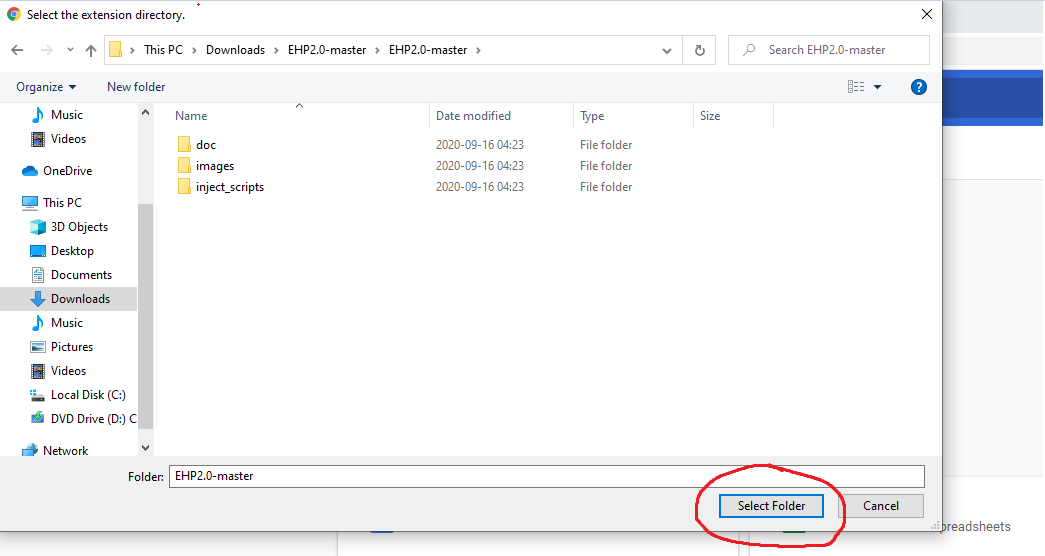 Select the extension directory.
This PC > Downloads > EHP2.0-master > EHP2.0-master >
Search EHP2.0-master
Organize
New folder
Music
Videos
OneDrive
This PC
3D Objects
Desktop
Documents
Downloads
Music
Pictures
Videos
Local Disk (C:)
DVD Drive (D:) C
Network
Name Date modified Type Size
doc 2020-09-16 04:23 File folder
images 2020-09-16 04:23 File folder
inject_scripts 2020-09-16 04:23 File folder
Folder: EHP2.0-master
Select Folder Cancel
preadsheets